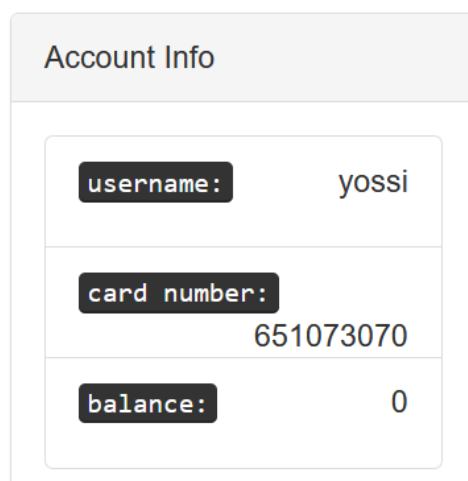 Account Info
username: yossi
card number:
651073070
balance: 0